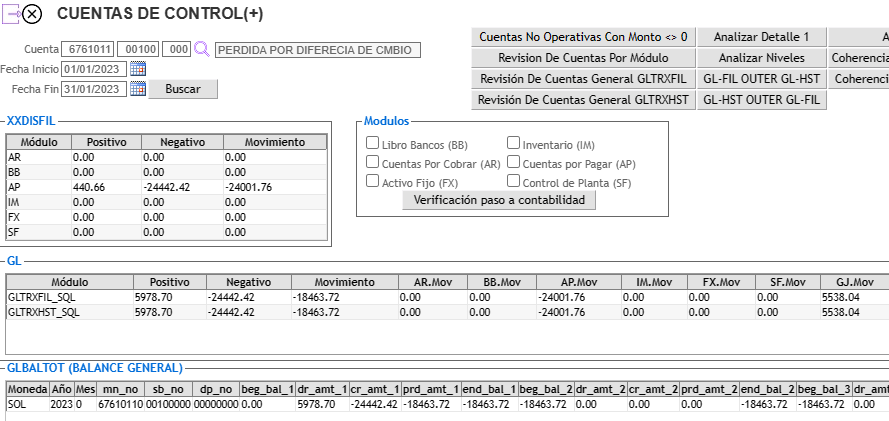 CUENTAS DE CONTROL(+)
Cuenta 6761011 00100 000 PERDIDA POR DIFERECIA DE CMBIO
Fecha Inicio 01/01/2023
Fecha Fin 31/01/2023 Buscar
Cuentas No Operativas Con Monto <> 0 Analizar Detalle 1 A
Revision De Cuentas Por Módulo Analizar Niveles Coherencia
Revisión De Cuentas General GLTRXFIL GL-FIL OUTER GL-HST Coherenci
Revisión De Cuentas General GLTRXHST GL-HST OUTER GL-FIL
XXDISFIL
Módulo Positivo Negativo Movimiento
AR 0.00 0.00 0.00
BB 0.00 0.00 0.00
AP 440.66 -24442.42 -24001.76
IM 0.00 0.00 0.00
FX 0.00 0.00 0.00
SF 0.00 0.00 0.00
Modulos
Libro Bancos (BB) Inventario (IM)
Cuentas Por Cobrar (AR) Cuentas por Pagar (AP)
Activo Fijo (FX) Control de Planta (SF)
Verificación paso a contabilidad
GL
Módulo Positivo Negativo Movimiento AR.Mov BB.Mov AP.Mov IM.Mov FX.Mov SF.Mov GJ.Mov
GLTRXFIL_SQL 5978.70 -24442.42 -18463.72 0.00 0.00 -24001.76 0.00 0.00 0.00 5538.04
GLTRXHST_SQL 5978.70 -24442.42 -18463.72 0.00 0.00 -24001.76 0.00 0.00 0.00 5538.04
GLBALTOT (BALANCE GENERAL)
Moneda Año Mes mn_no sb_no dp_no beg_bal_1 dr_amt_1 cr_amt_1 prd_amt_1 end_bal_1 beg_bal_2 dr_amt_2 cr_amt_2 prd_amt_2 end_bal_2 beg_bal_3 dr_amt
SOL 2023 0 67610110 00100000 00000000 0.00 5978.70 -24442.42 -18463.72 -18463.72 -18463.72 0.00 0.00 0.00 -18463.72 -18463.72 0.00